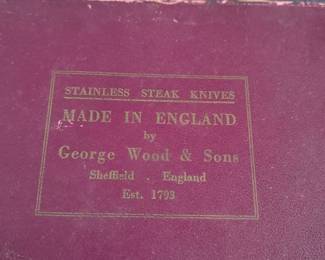 STAINLESS STEAK KNIVES
MADE IN ENGLAND
by
George Wood & Sons
Sheffield . England
Est. 1793